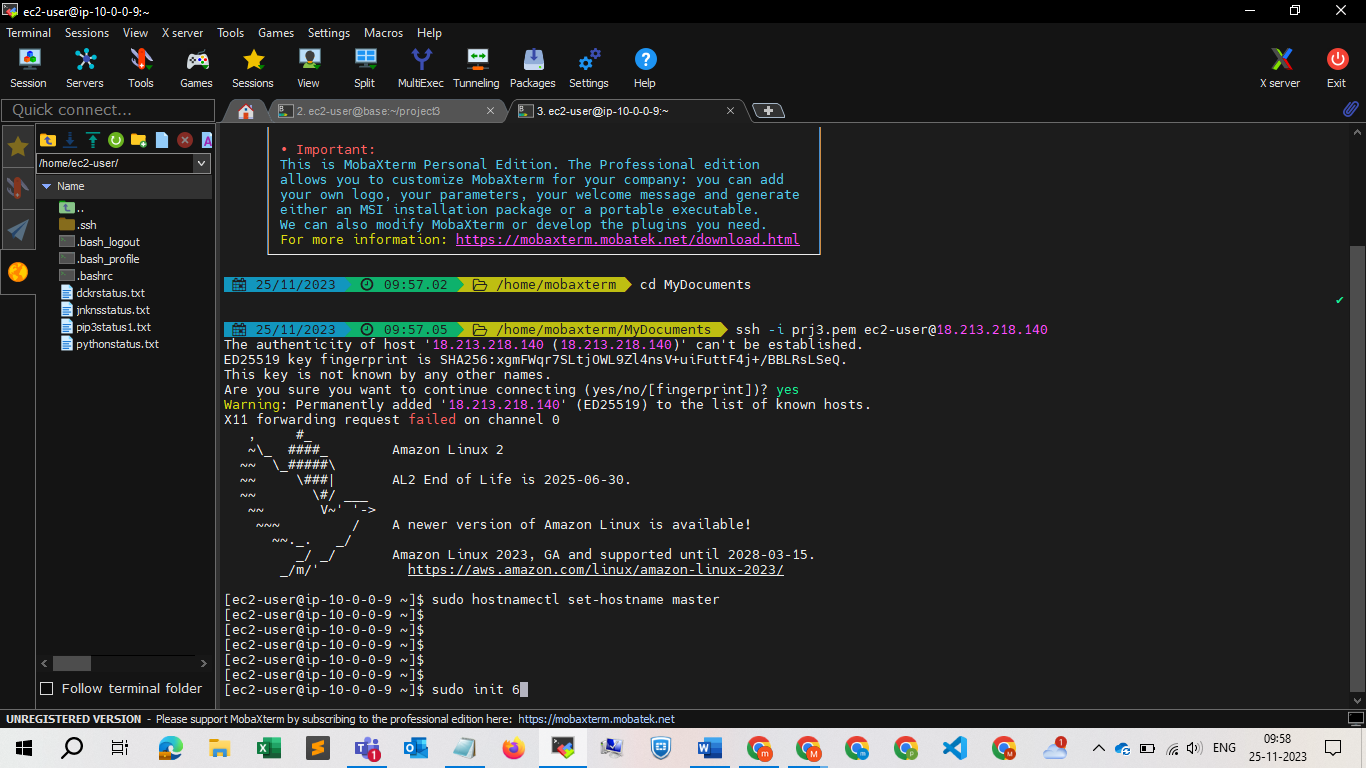 ec2-user@ip-10-0-0-9:~
Terminal Sessions View X server Tools Games Settings Macros Help
Session Servers Tools Games Sessions View Split MultiExec Tunneling Packages Settings Help X server Exit
Quick connect...
2. ec2-user@base:~/project3
3. ec2-user@ip-10-0-0-9:~
/home/ec2-user/
Name
..
.ssh
.bash_logout
.bash_profile
.bashrc
dckrstatus.txt
jnknsstatus.txt
pip3status1.txt
pythonstatus.txt
Follow terminal folder
• Important:
This is MobaXterm Personal Edition. The Professional edition
allows you to customize MobaXterm for your company: you can add
your own logo, your parameters, your welcome message and generate
either an MSI installation package or a portable executable.
We can also modify MobaXterm or develop the plugins you need.
For more information: https://mobaxterm.mobatek.net/download.html
25/11/2023 09:57.02 /home/mobaxterm cd MyDocuments
25/11/2023 09:57.05 /home/mobaxterm/MyDocuments ssh -i prj3.pem ec2-user@18.213.218.140
The authenticity of host '18.213.218.140 (18.213.218.140)' can't be established.
ED25519 key fingerprint is SHA256:xgmFWqr7SLtjOWL9Zl4nsV+uiFuttF4j+/BBLRsLSeQ.
This key is not known by any other names.
Are you sure you want to continue connecting (yes/no/[fingerprint])? yes
Warning: Permanently added '18.213.218.140' (ED25519) to the list of known hosts.
X11 forwarding request failed on channel 0
   ,     #_
   ~\_  ####_        Amazon Linux 2
  ~~  \_#####\
  ~~     \###|       AL2 End of Life is 2025-06-30.
  ~~       \#/ ___
   ~~       V~' '->
    ~~~         /    A newer version of Amazon Linux is available!
      ~~._.   _/
         _/ _/       Amazon Linux 2023, GA and supported until 2028-03-15.
       _/m/'           https://aws.amazon.com/linux/amazon-linux-2023/
[ec2-user@ip-10-0-0-9 ~]$ sudo hostnamectl set-hostname master
[ec2-user@ip-10-0-0-9 ~]$
[ec2-user@ip-10-0-0-9 ~]$
[ec2-user@ip-10-0-0-9 ~]$
[ec2-user@ip-10-0-0-9 ~]$
[ec2-user@ip-10-0-0-9 ~]$
[ec2-user@ip-10-0-0-9 ~]$ sudo init 6
UNREGISTERED VERSION - Please support MobaXterm by subscribing to the professional edition here: https://mobaxterm.mobatek.net
ENG
09:58
25-11-2023